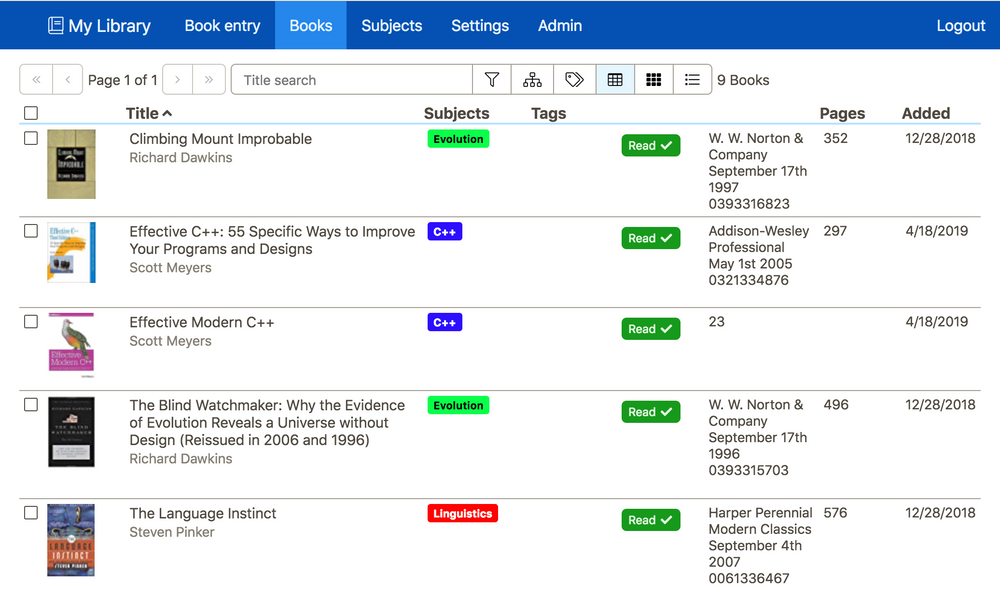 My Library Book entry Books Subjects Settings Admin Logout
« ‹ Page 1 of 1 › » Title search 9 Books
Title Subjects Tags Pages Added
Climbing Mount Improbable Evolution Read W. W. Norton & 352 12/28/2018
Richard Dawkins Company
September 17th
1997
0393316823
Effective C++: 55 Specific Ways to Improve C++ Read Addison-Wesley 297 4/18/2019
Your Programs and Designs Professional
Scott Meyers May 1st 2005
0321334876
Effective Modern C++ C++ Read 23 4/18/2019
Scott Meyers
Effective
Modern C++
The Blind Watchmaker: Why the Evidence Evolution Read W. W. Norton & 496 12/28/2018
of Evolution Reveals a Universe without Company
Design (Reissued in 2006 and 1996) September 17th
Richard Dawkins 1996
0393315703
The Language Instinct Linguistics Read Harper Perennial 576 12/28/2018
Steven Pinker Modern Classics
September 4th
2007
0061336467
LANGUAGE
INSTINCT
STEVEN PINKER